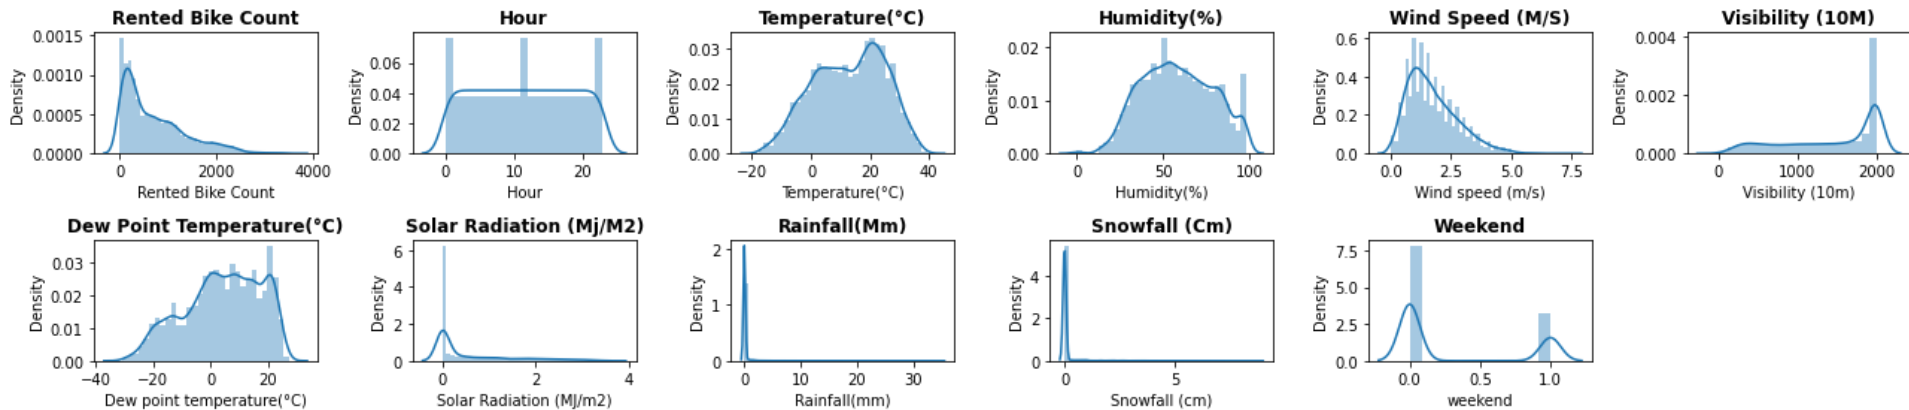 Rented Bike Count
Hour
Temperature(°C)
Humidity(%)
Wind Speed (M/S)
Visibility (10M)
Density
0.0015
0.0010
0.0005
0.0000
0 2000 4000
Rented Bike Count
Density
0.06
0.04
0.02
0.00
0 10 20
Hour
Density
0.03
0.02
0.01
0.00
−20 0 20 40
Temperature(°C)
Density
0.02
0.01
0.00
0 50 100
Humidity(%)
Density
0.6
0.4
0.2
0.0
0.0 2.5 5.0 7.5
Wind speed (m/s)
Density
0.004
0.002
0.000
0 1000 2000
Visibility (10m)
Dew Point Temperature(°C)
Solar Radiation (Mj/M2)
Rainfall(Mm)
Snowfall (Cm)
Weekend
Density
0.03
0.02
0.01
0.00
−40 −20 0 20
Dew point temperature(°C)
Density
6
4
2
0
0 2 4
Solar Radiation (MJ/m2)
Density
2
1
0
0 10 20 30
Rainfall(mm)
Density
4
2
0
0 5
Snowfall (cm)
Density
7.5
5.0
2.5
0.0
0.0 0.5 1.0
weekend